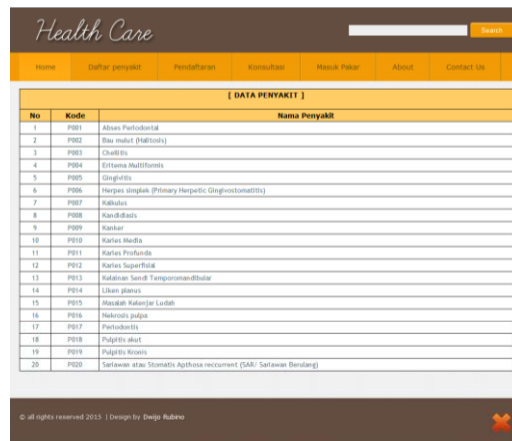 Health Care
Search
Home Daftar penyakit Pendaftaran Konsultasi Masuk Pakar About Contact Us
[ DATA PENYAKIT ]
No Kode Nama Penyakit
1 P001 Abses Periodontal
2 P002 Bau mulut (Halitosis)
3 P003 Cheilitis
4 P004 Eritema Multiformis
5 P005 Gingivitis
6 P006 Herpes simplek (Primary Herpetic Gingivostomatitis)
7 P007 Kalkulus
8 P008 Kandidiasis
9 P009 Kanker
10 P010 Karies Media
11 P011 Karies Profunda
12 P012 Karies Superfisial
13 P013 Kelainan Sendi Temporomandibular
14 P014 Liken planus
15 P015 Masalah Kelenjar Ludah
16 P016 Nekrosis pulpa
17 P017 Periodontis
18 P018 Pulpitis akut
19 P019 Pulpitis Kronis
20 P020 Sariawan atau Stomatis Apthosa reccurrent (SAR/ Sariawan Berulang)
© all rights reserved 2015 | Design by Dwijo Rubino